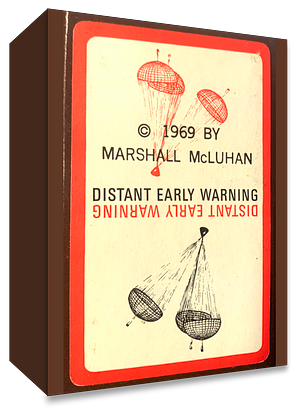 © 1969 BY
MARSHALL McLUHAN
DISTANT EARLY WARNING
DISTANT EARLY WARNING